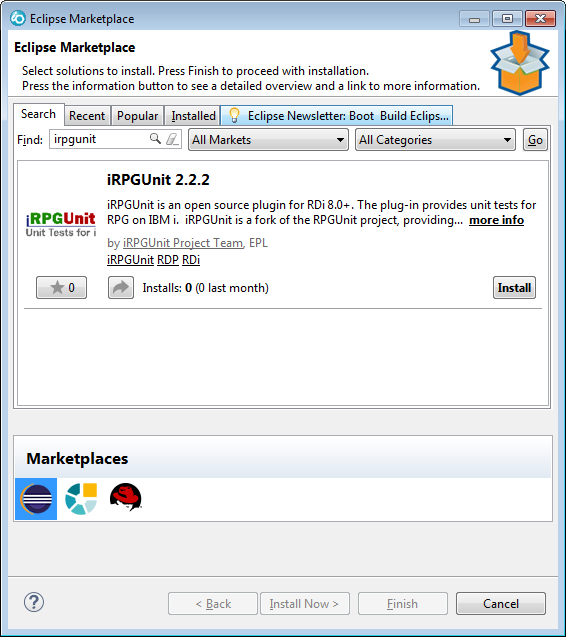 Eclipse Marketplace
Eclipse Marketplace
Select solutions to install. Press Finish to proceed with installation.
Press the information button to see a detailed overview and a link to more information.
Search Recent Popular Installed Eclipse Newsletter: Boot Build Eclips...
Find: irpgunit All Markets All Categories Go
iRPGUnit 2.2.2
iRPGUnit is an open source plugin for RDi 8.0+. The plug-in provides unit tests for
RPG on IBM i. iRPGUnit is a fork of the RPGUnit project, providing... more info
iRPGUnit
Unit Tests for i
by iRPGUnit Project Team, EPL
iRPGUnit RDP RDi
0 Installs: 0 (0 last month) Install
Marketplaces
? < Back Install Now > Finish Cancel